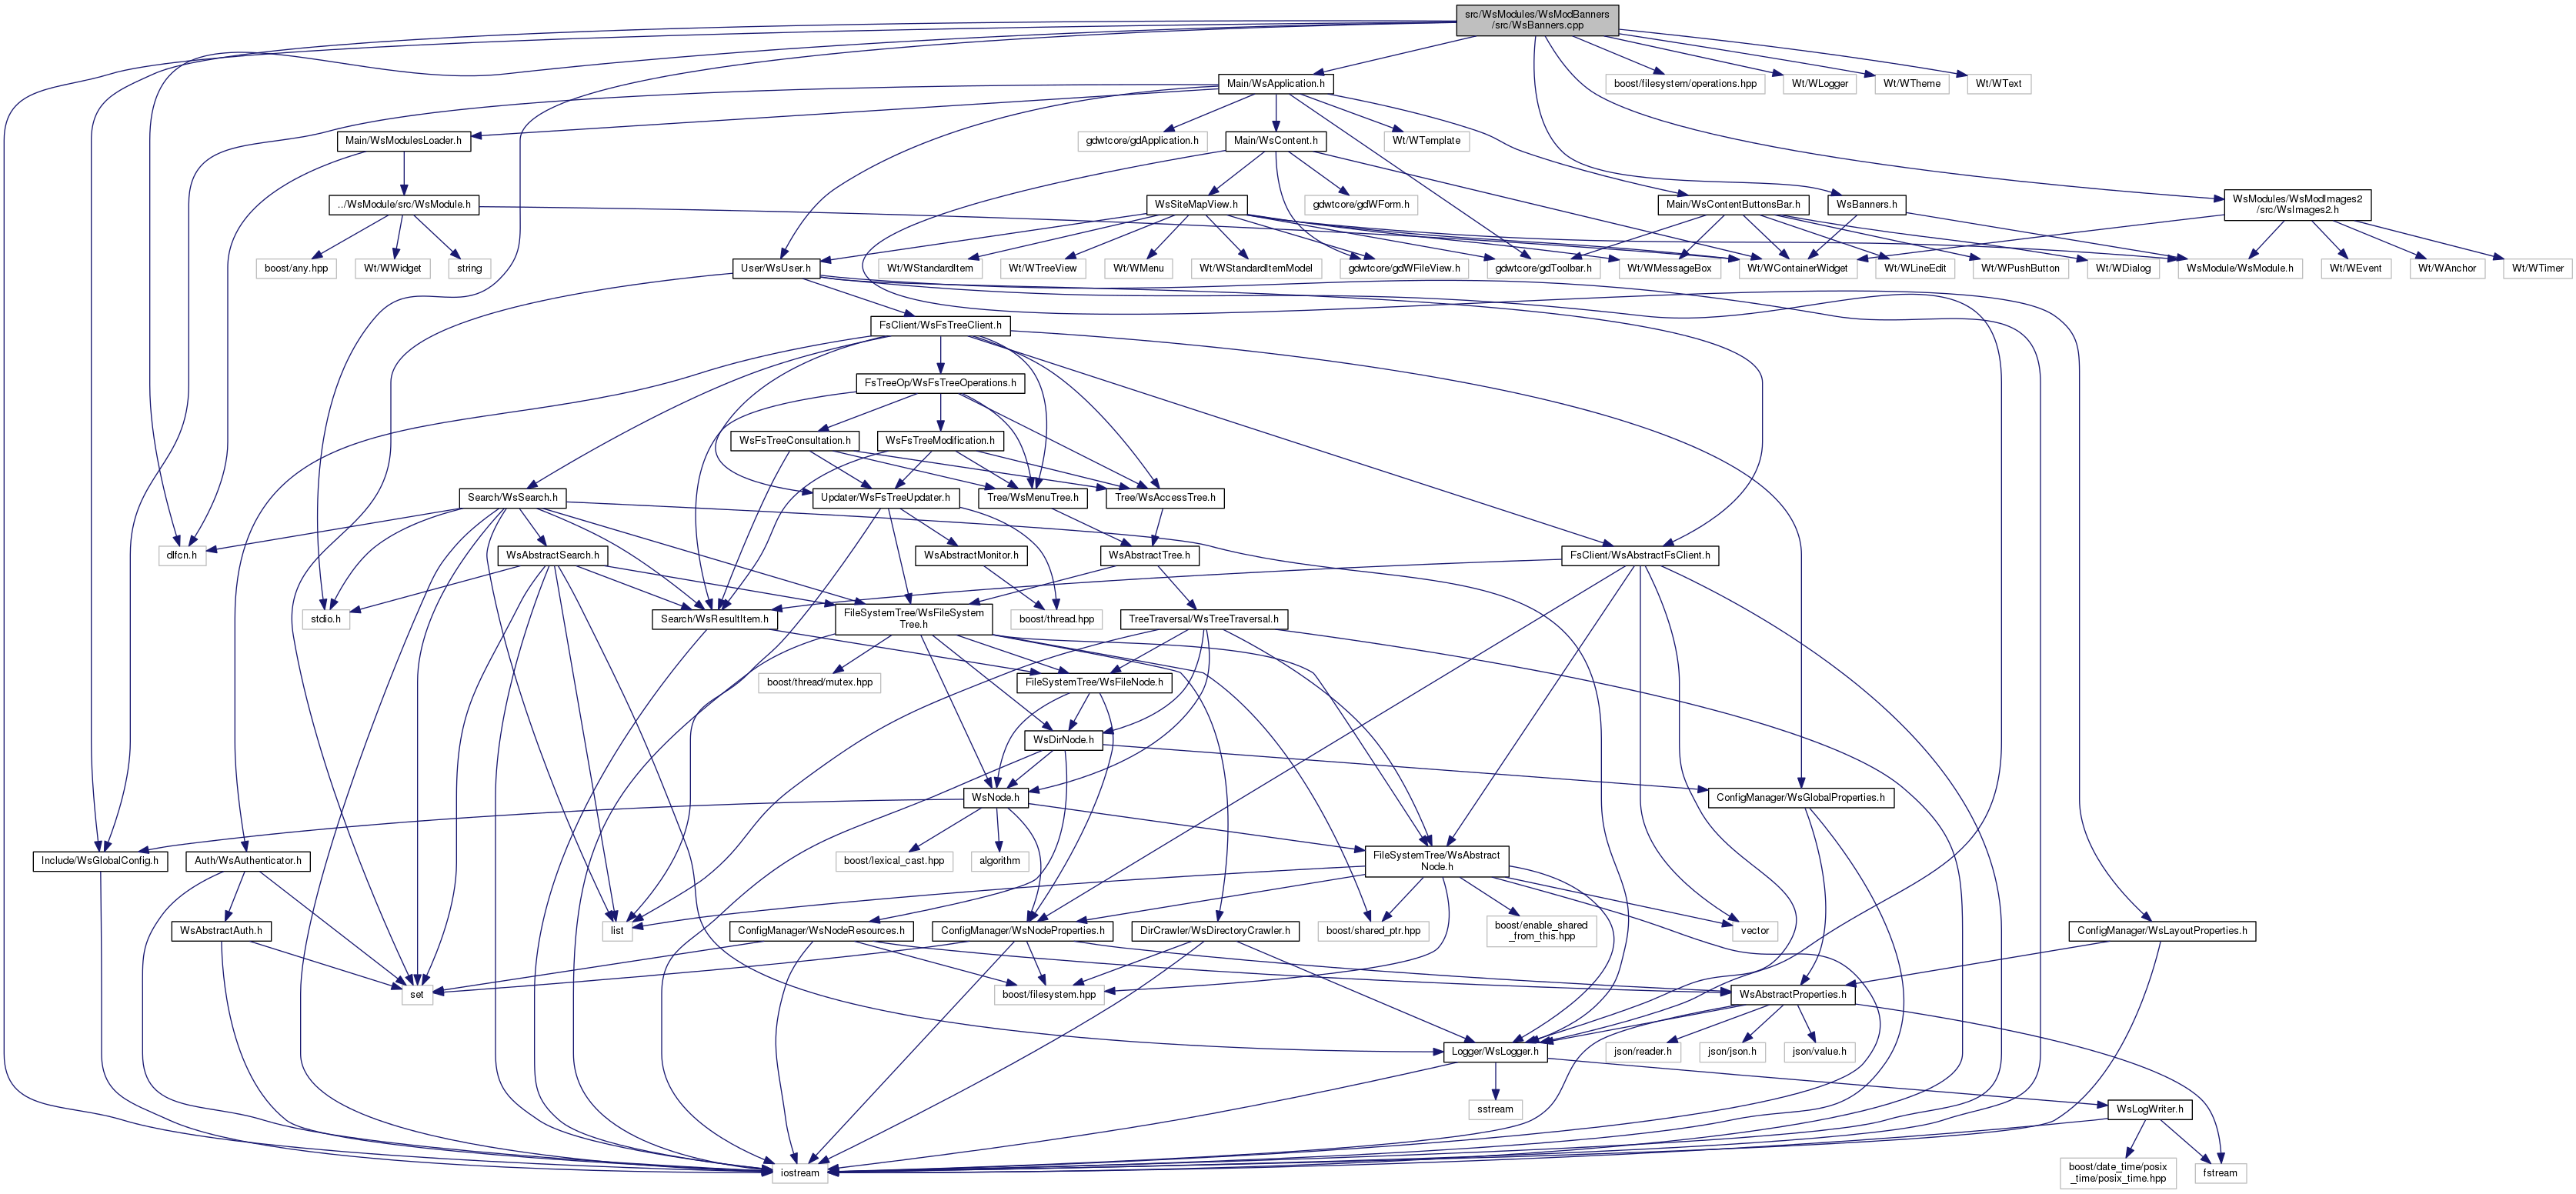 src/WsModules/WsModBanners
/src/WsBanners.cpp
Main/WsApplication.h
boost/filesystem/operations.hpp
Wt/WLogger
Wt/WTheme
Wt/WText
Main/WsModulesLoader.h
gdwtcore/gdApplication.h
Main/WsContent.h
Wt/WTemplate
../WsModule/src/WsModule.h
WsSiteMapView.h
gdwtcore/gdWForm.h
Main/WsContentButtonsBar.h
WsBanners.h
WsModules/WsModImages2
/src/WsImages2.h
boost/any.hpp
Wt/WWidget
string
User/WsUser.h
Wt/WStandardItem
Wt/WTreeView
Wt/WMenu
Wt/WStandardItemModel
gdwtcore/gdWFileView.h
gdwtcore/gdToolbar.h
Wt/WMessageBox
Wt/WContainerWidget
Wt/WLineEdit
Wt/WPushButton
Wt/WDialog
WsModule/WsModule.h
Wt/WEvent
Wt/WAnchor
Wt/WTimer
FsClient/WsFsTreeClient.h
FsTreeOp/WsFsTreeOperations.h
WsFsTreeConsultation.h
WsFsTreeModification.h
Search/WsSearch.h
Updater/WsFsTreeUpdater.h
Tree/WsMenuTree.h
Tree/WsAccessTree.h
dlfcn.h
WsAbstractSearch.h
WsAbstractMonitor.h
WsAbstractTree.h
FsClient/WsAbstractFsClient.h
stdio.h
Search/WsResultItem.h
FileSystemTree/WsFileSystem
Tree.h
boost/thread.hpp
TreeTraversal/WsTreeTraversal.h
boost/thread/mutex.hpp
FileSystemTree/WsFileNode.h
WsDirNode.h
WsNode.h
ConfigManager/WsGlobalProperties.h
Include/WsGlobalConfig.h
Auth/WsAuthenticator.h
boost/lexical_cast.hpp
algorithm
FileSystemTree/WsAbstract
Node.h
WsAbstractAuth.h
list
ConfigManager/WsNodeResources.h
ConfigManager/WsNodeProperties.h
DirCrawler/WsDirectoryCrawler.h
boost/shared_ptr.hpp
boost/enable_shared
_from_this.hpp
vector
ConfigManager/WsLayoutProperties.h
set
boost/filesystem.hpp
WsAbstractProperties.h
Logger/WsLogger.h
json/reader.h
json/json.h
json/value.h
sstream
WsLogWriter.h
iostream
boost/date_time/posix
_time/posix_time.hpp
fstream